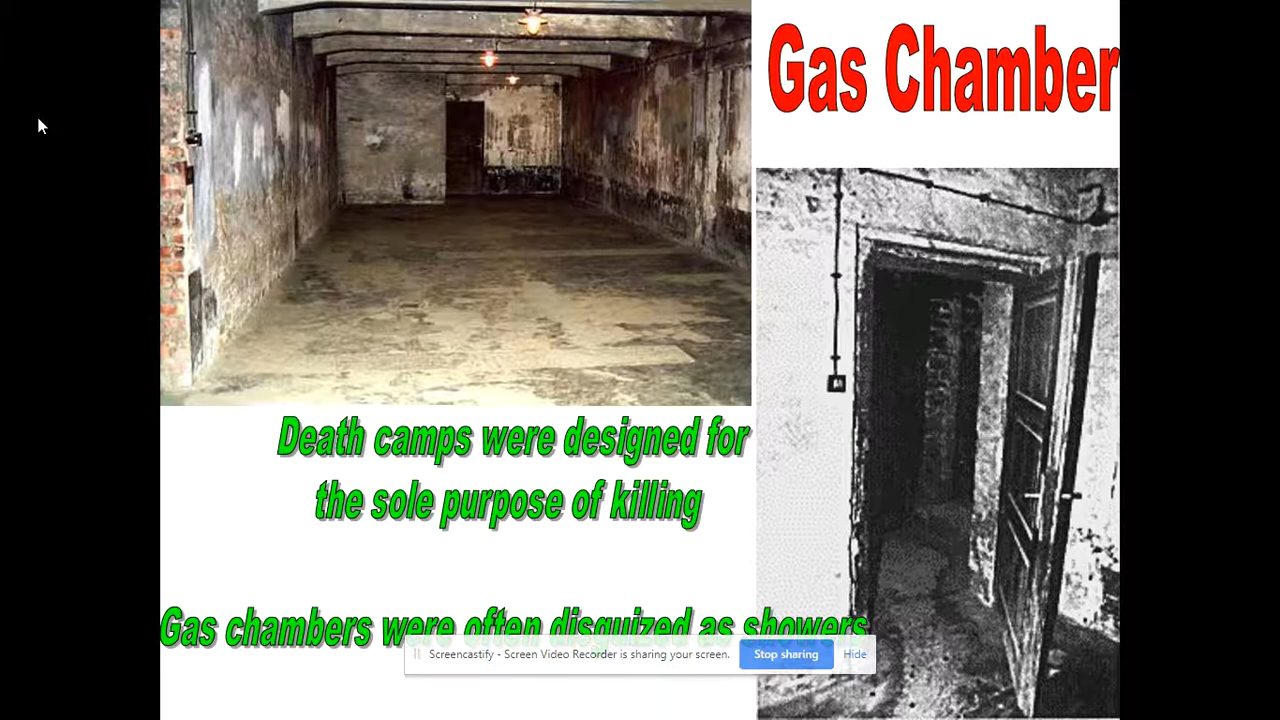 Gas Chamber
Death camps were designed for
the sole purpose of killing
Gas chambers were often disguized as showers
Screencastify - Screen Video Recorder is sharing your screen.
Stop sharing
Hide